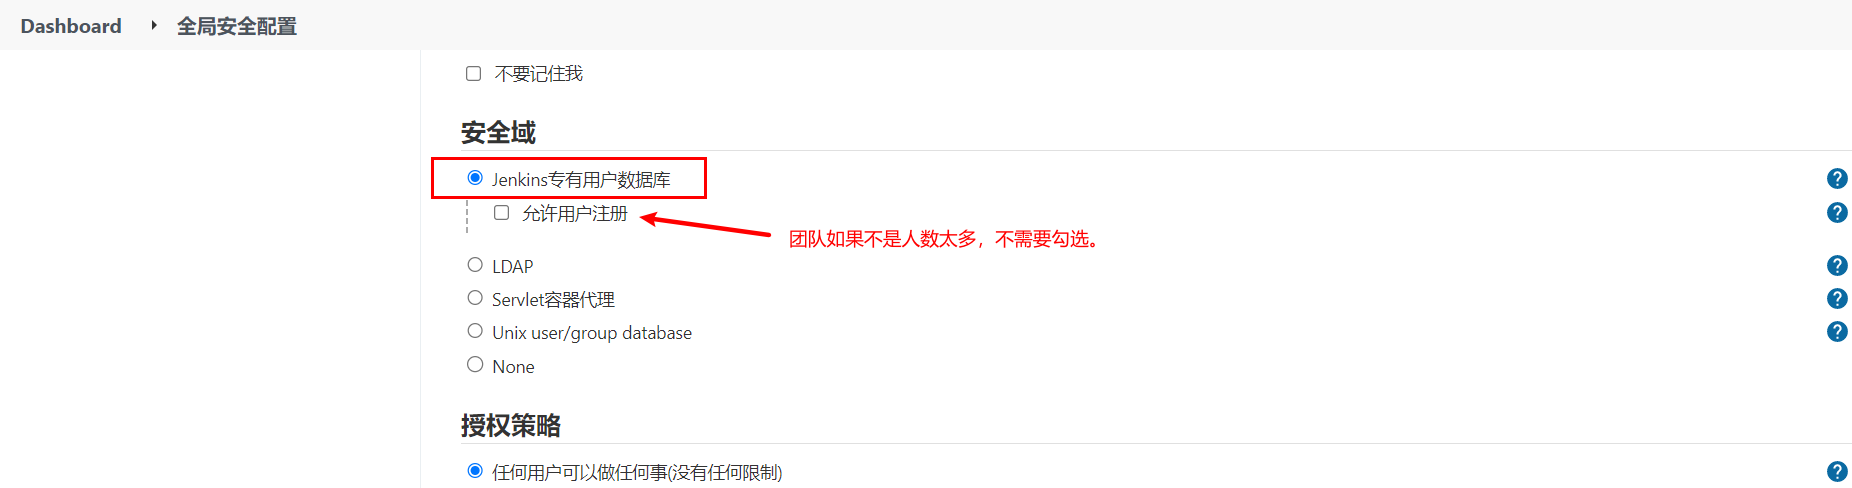 Dashboard 全局安全配置
不要记住我
安全域
Jenkins专有用户数据库
允许用户注册
团队如果不是人数太多，不需要勾选。
LDAP
Servlet容器代理
Unix user/group database
None
授权策略
任何用户可以做任何事(没有任何限制)